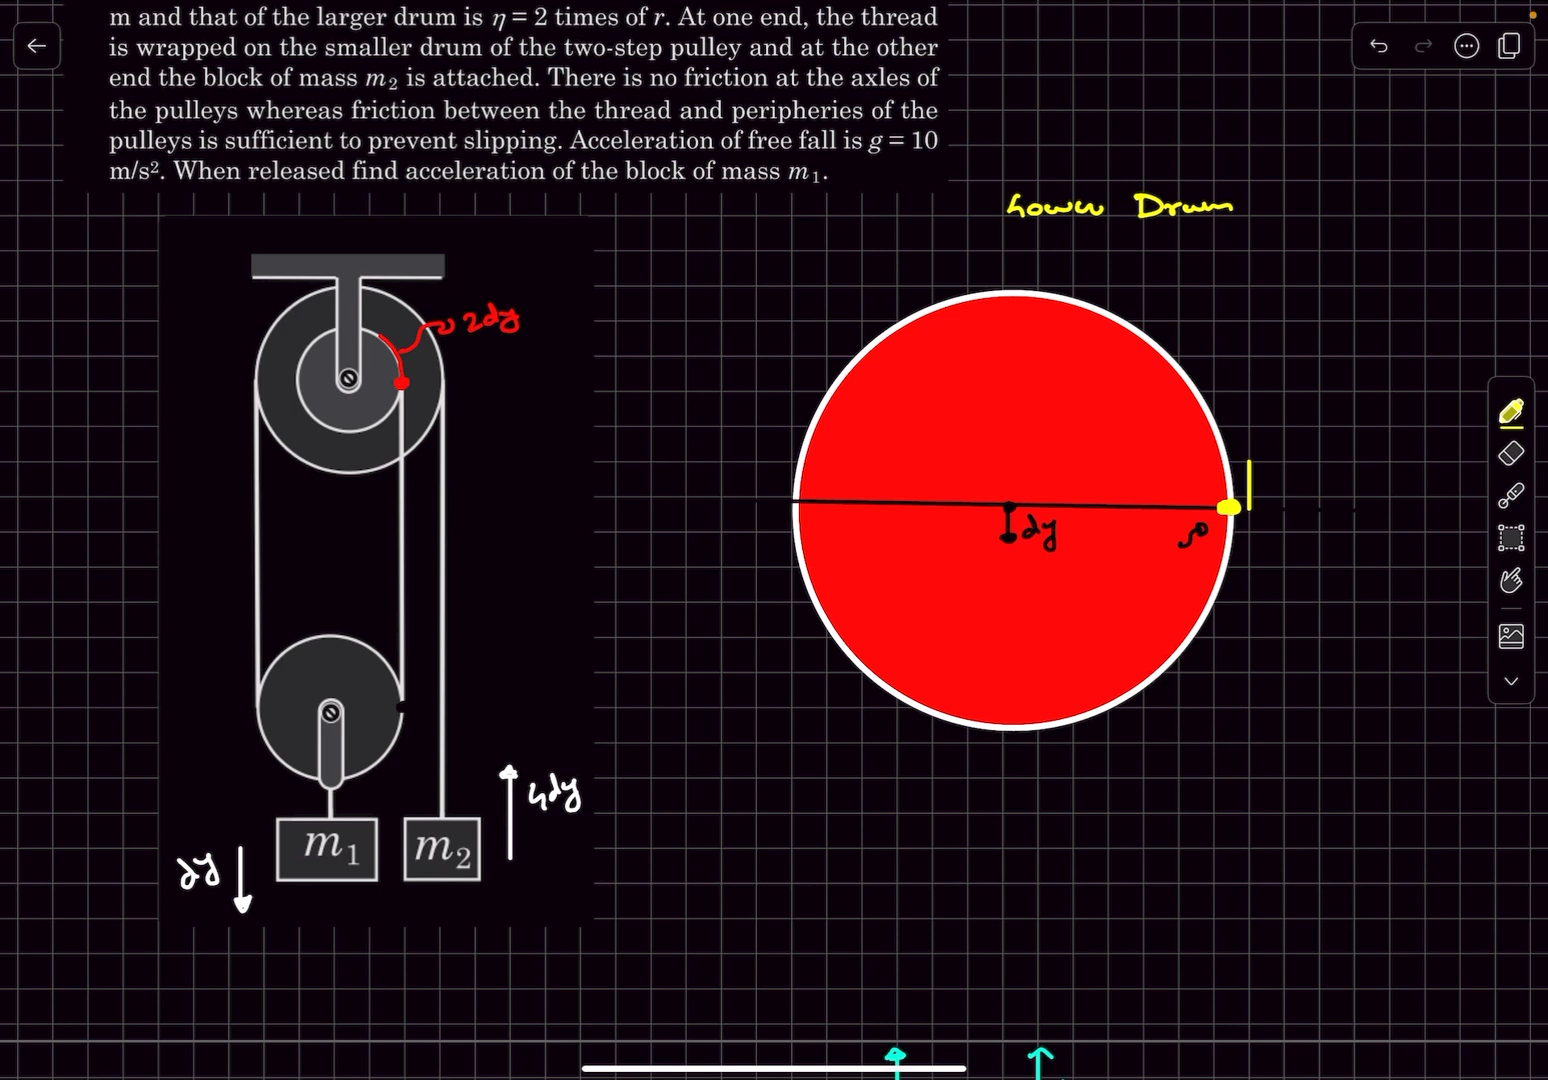 m and that of the larger drum is η = 2 times of r. At one end, the thread
is wrapped on the smaller drum of the two-step pulley and at the other
end the block of mass m₂ is attached. There is no friction at the axles of
the pulleys whereas friction between the thread and peripheries of the
pulleys is sufficient to prevent slipping. Acceleration of free fall is g = 10
m/s². When released find acceleration of the block of mass m₁.
Lower Drum
2dy
dy
4dy
m₁
m₂
dy